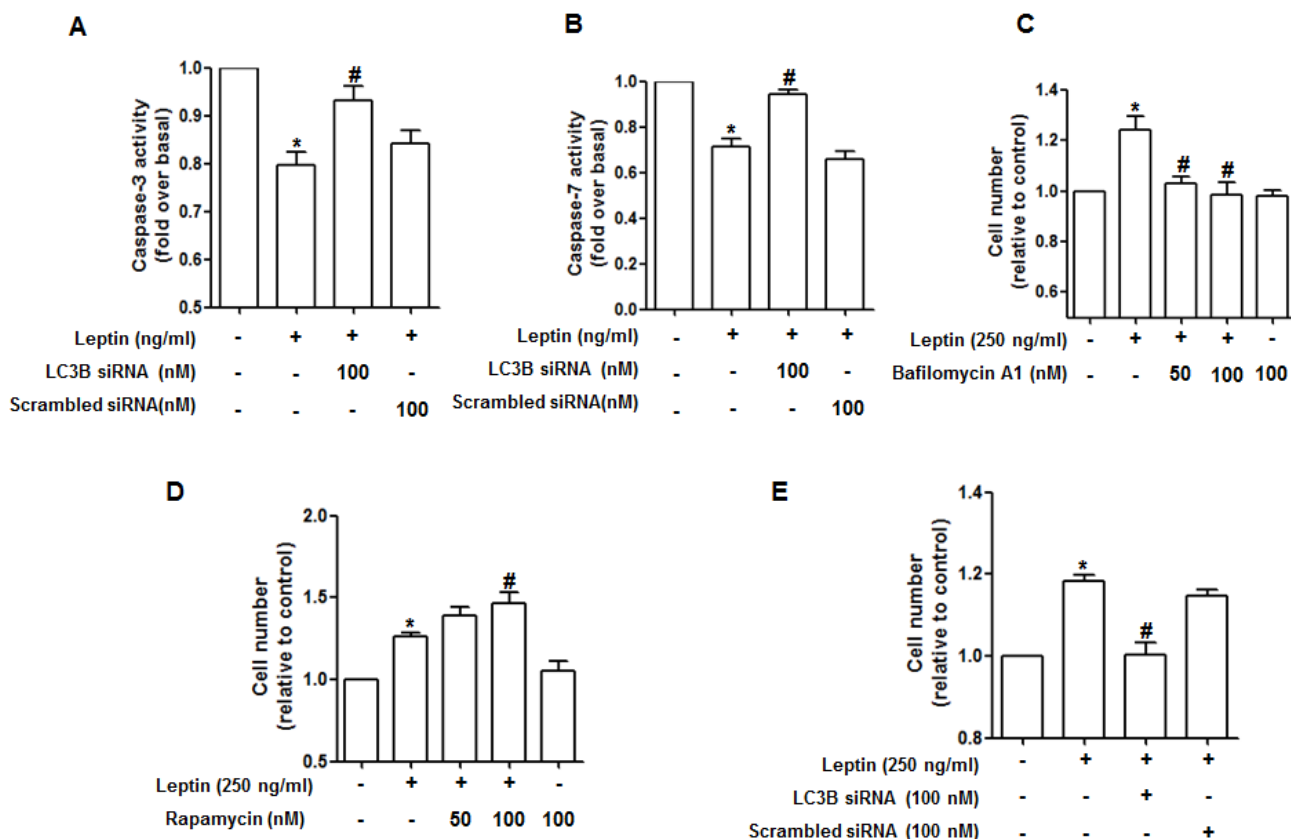 A
Caspase-3 activity
(fold over basal)
1.0
0.9
0.8
0.7
0.6
0.5
*
#
Leptin (ng/ml) - + + +
LC3B siRNA (nM) - - 100 -
Scrambled siRNA(nM) - - - 100
B
Caspase-7 activity
(fold over basal)
1.0
0.8
0.6
0.4
0.2
0.0
*
#
Leptin (ng/ml) - + + +
LC3B siRNA (nM) - - 100 -
Scrambled siRNA(nM) - - - 100
C
Cell number
(relative to control)
1.4
1.2
1.0
0.8
0.6
*
#
#
Leptin (250 ng/ml) - + + + -
Bafilomycin A1 (nM) - - 50 100 100
D
Cell number
(relative to control)
2.0
1.5
1.0
0.5
*
#
Leptin (250 ng/ml) - + + + -
Rapamycin (nM) - - 50 100 100
E
Cell number
(relative to control)
1.4
1.2
1.0
0.8
*
#
Leptin (250 ng/ml) - + + +
LC3B siRNA (100 nM) - - + -
Scrambled siRNA (100 nM) - - - +